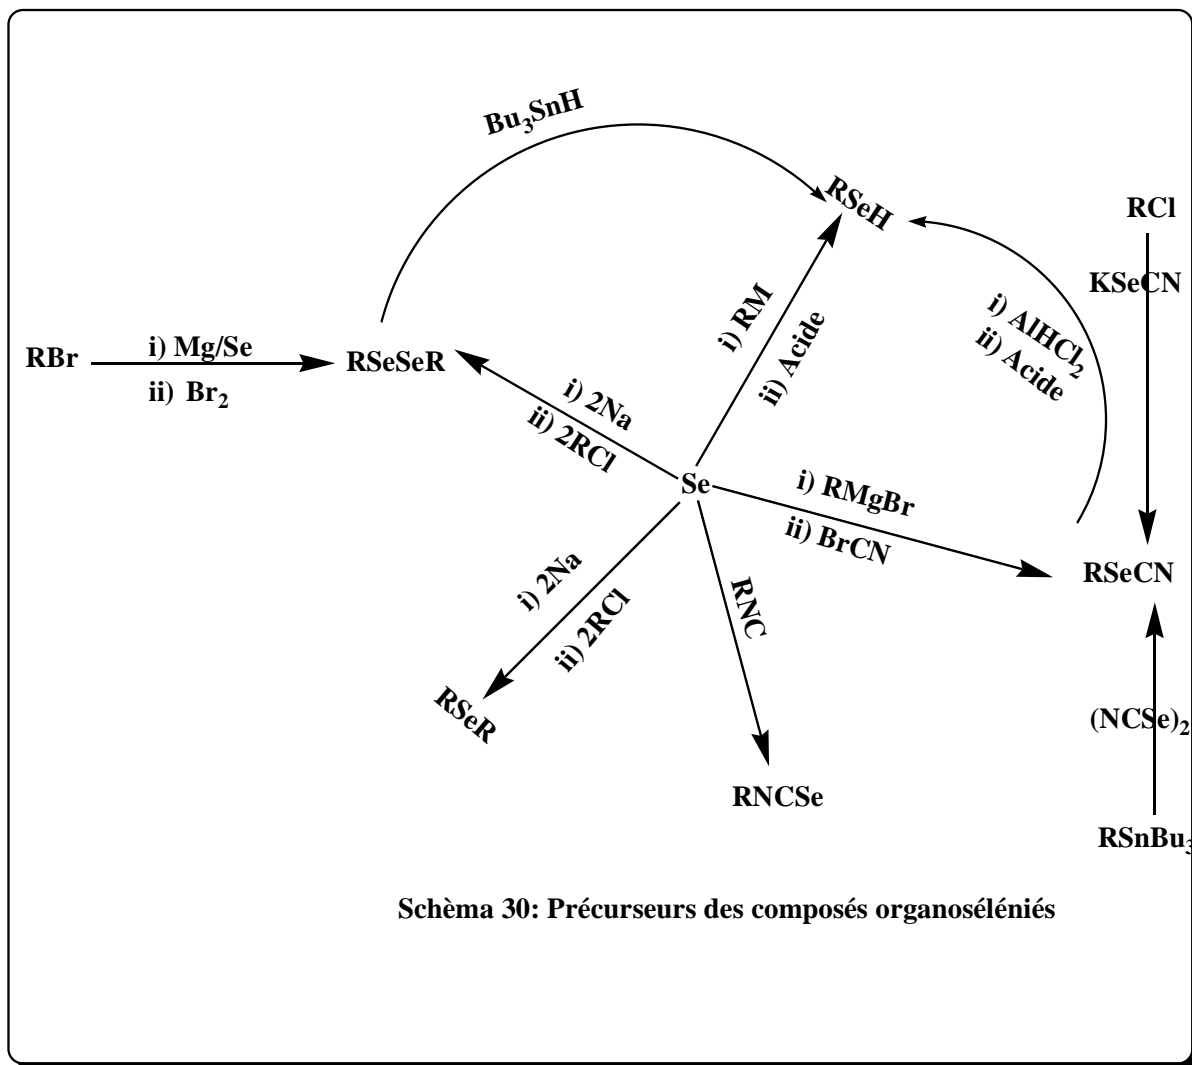 Bu3SnH
RSeH
RCl
KSeCN
i) RM
ii) Acide
i) AlHCl2
ii) Acide
RBr
i) Mg/Se
ii) Br2
RSeSeR
i) 2Na
ii) 2RCl
Se
i) RMgBr
ii) BrCN
RSeCN
i) 2Na
ii) 2RCl
RNC
RSeR
(NCSe)2
RNCSe
RSnBu3
Schèma 30: Précurseurs des composés organoséléniés